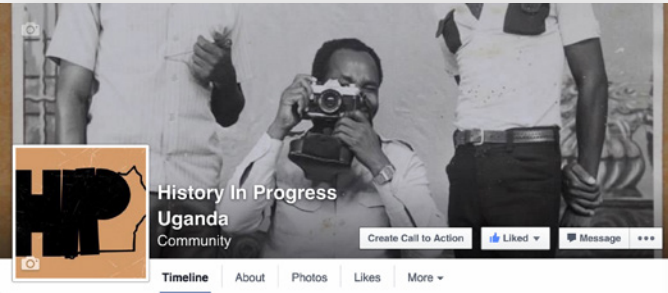 HIP
History In Progress
Uganda
Community
Create Call to Action
Liked
Message
Timeline
About
Photos
Likes
More